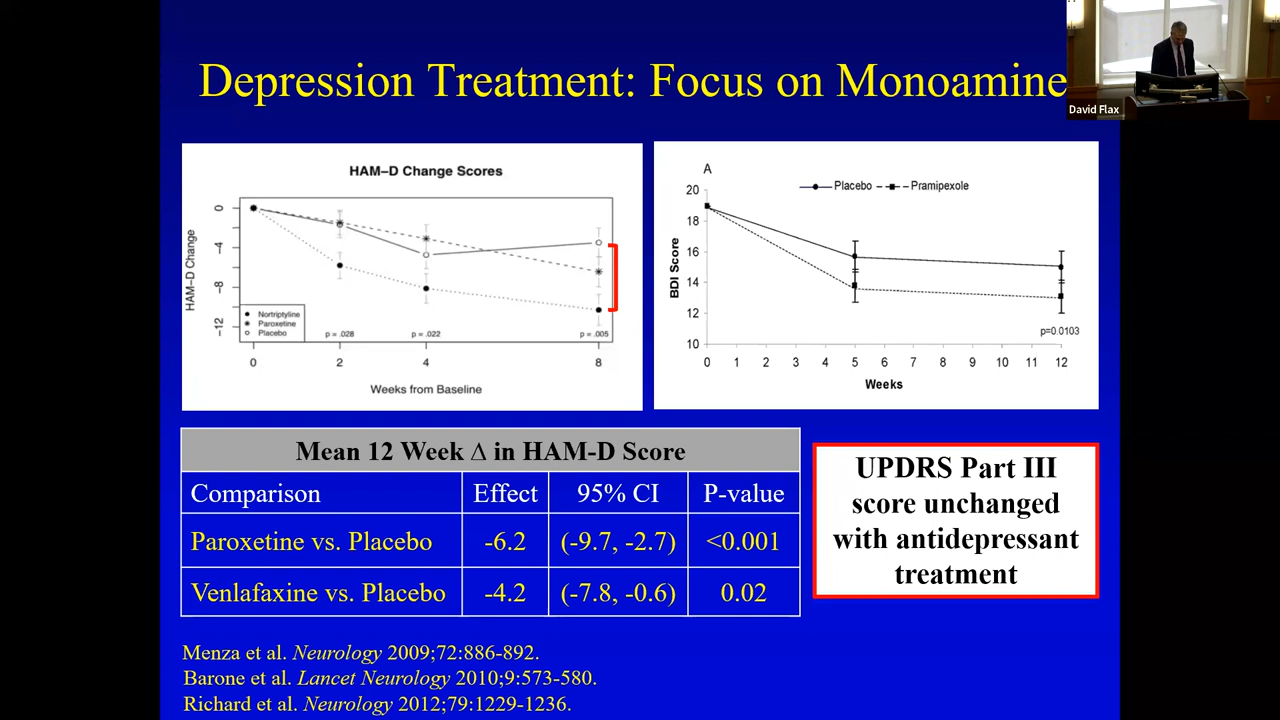 Depression Treatment: Focus on Monoamine
David Flax
HAM–D Change Scores
HAM–D Change
0
−4
−8
−12
Nortriptyline
Paroxetine
Placebo
p = .028
p = .022
p = .005
0
2
4
8
Weeks from Baseline
A
Placebo
Pramipexole
BDI Score
20
18
16
14
12
10
p=0.0103
0 1 2 3 4 5 6 7 8 9 10 11 12
Weeks
Mean 12 Week Δ in HAM-D Score
Comparison Effect 95% CI P-value
Paroxetine vs. Placebo -6.2 (-9.7, -2.7) <0.001
Venlafaxine vs. Placebo -4.2 (-7.8, -0.6) 0.02
UPDRS Part III
score unchanged
with antidepressant
treatment
Menza et al. Neurology 2009;72:886-892.
Barone et al. Lancet Neurology 2010;9:573-580.
Richard et al. Neurology 2012;79:1229-1236.